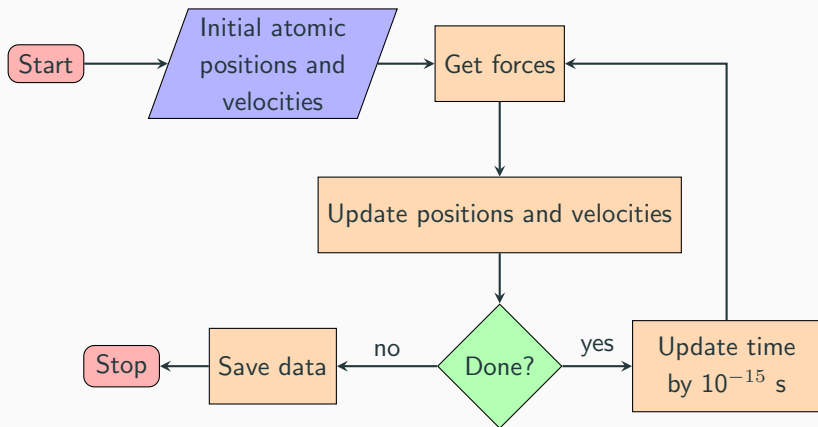 Start
Initial atomic
positions and
velocities
Get forces
Update positions and velocities
Stop
Save data
no
Done?
yes
Update time
by 10⁻¹⁵ s